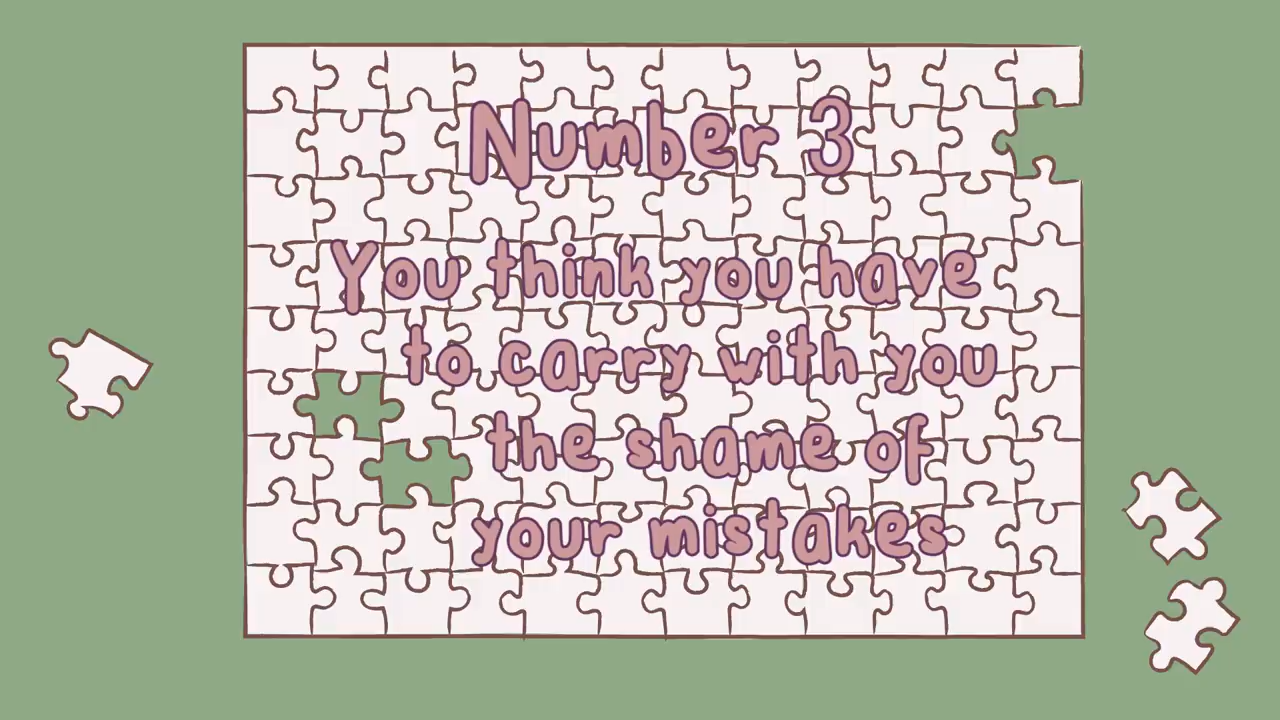 Number 3
You think you have
to carry with you
the shame of
your mistakes